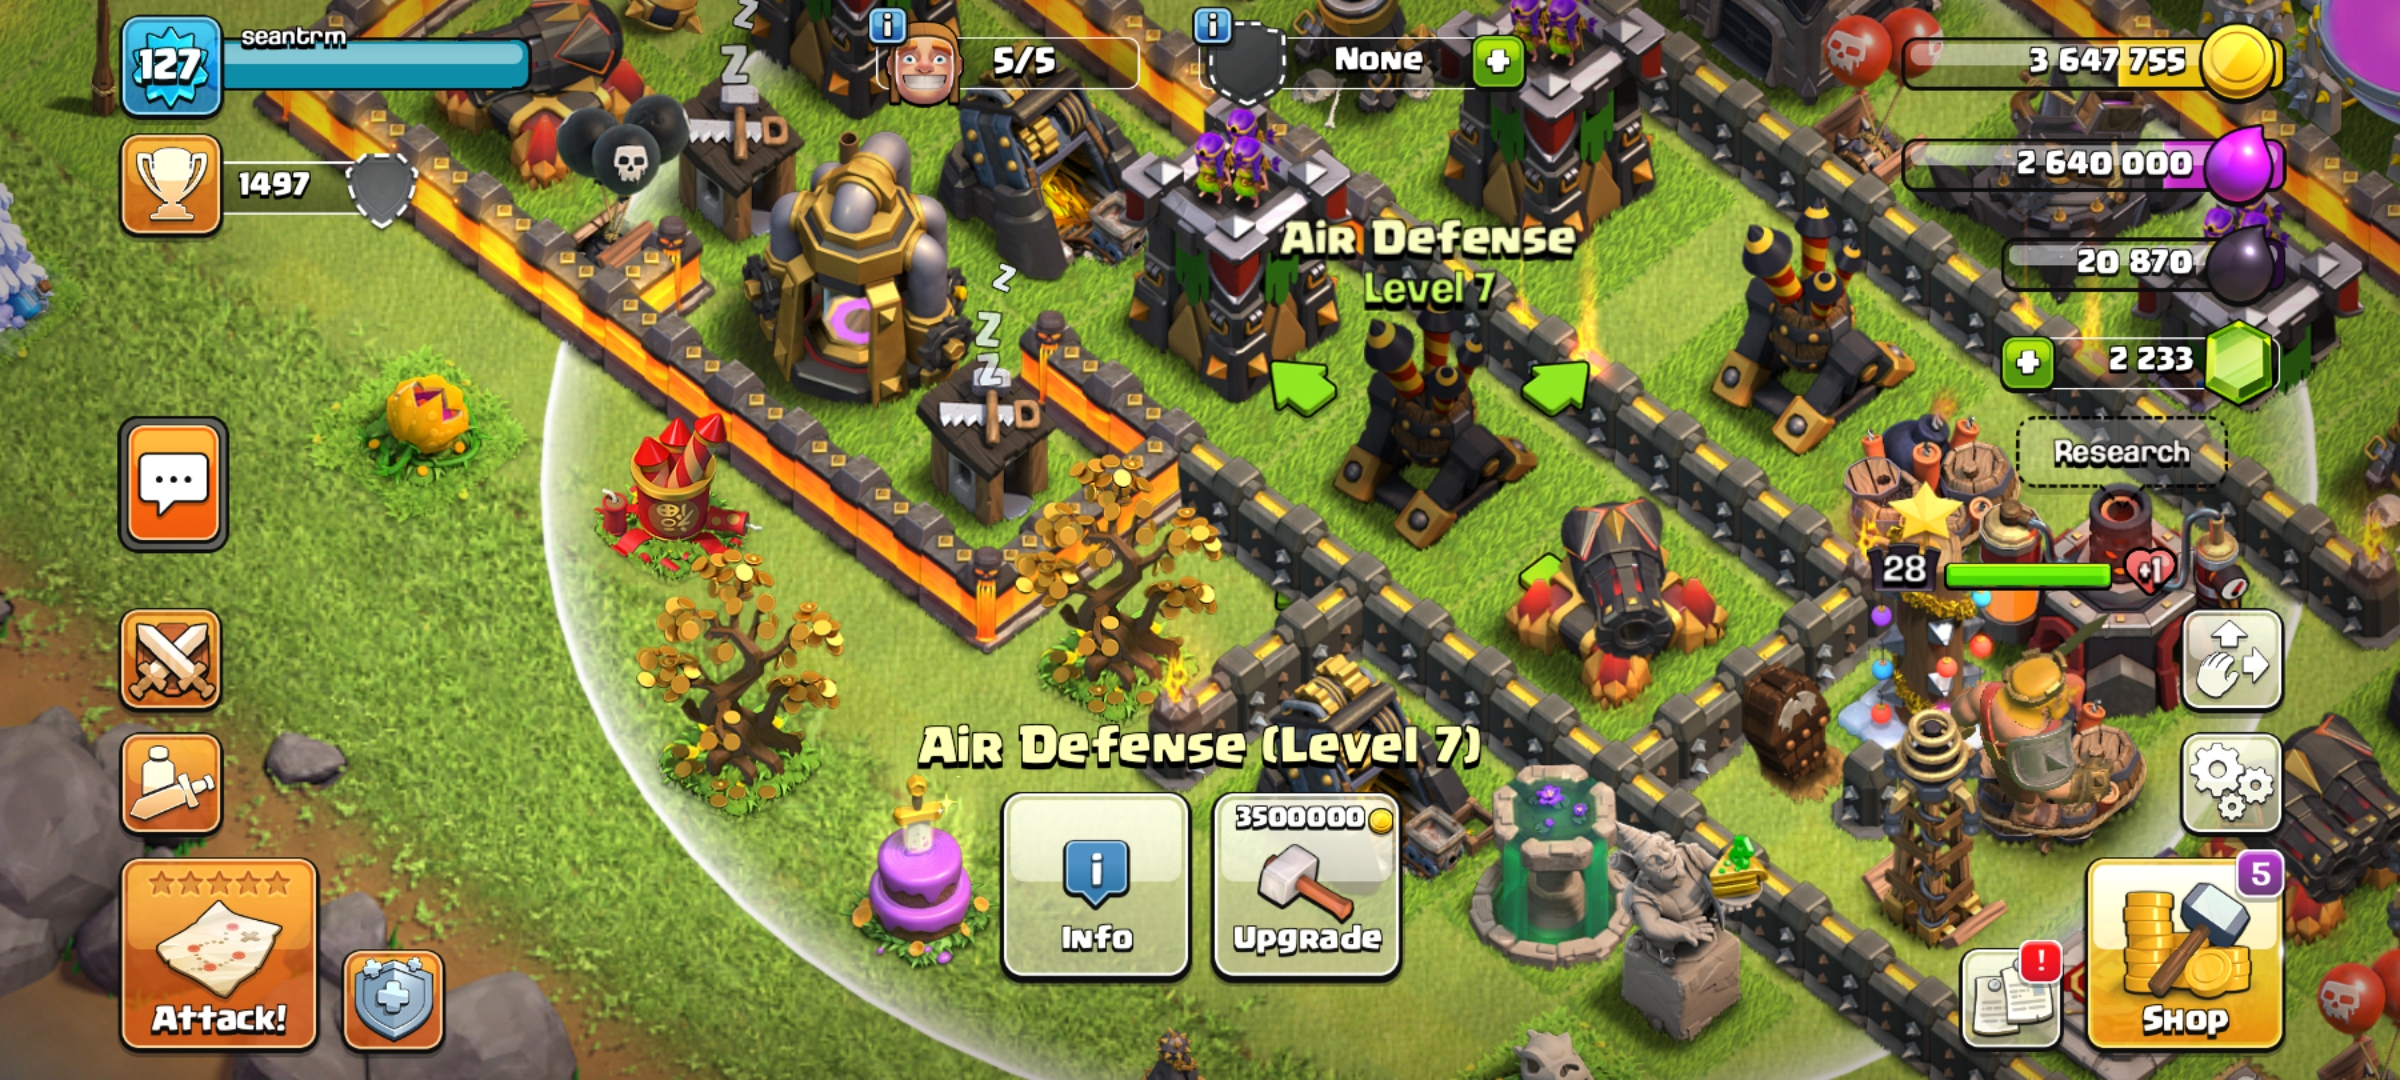 127
seantrm
5/5
None
3 647 755
1497
2 640 000
20 870
2 233
Air Defense
Level 7
Research
28
+1
Air Defense (Level 7)
3500000
Info
Upgrade
Attack!
5
Shop